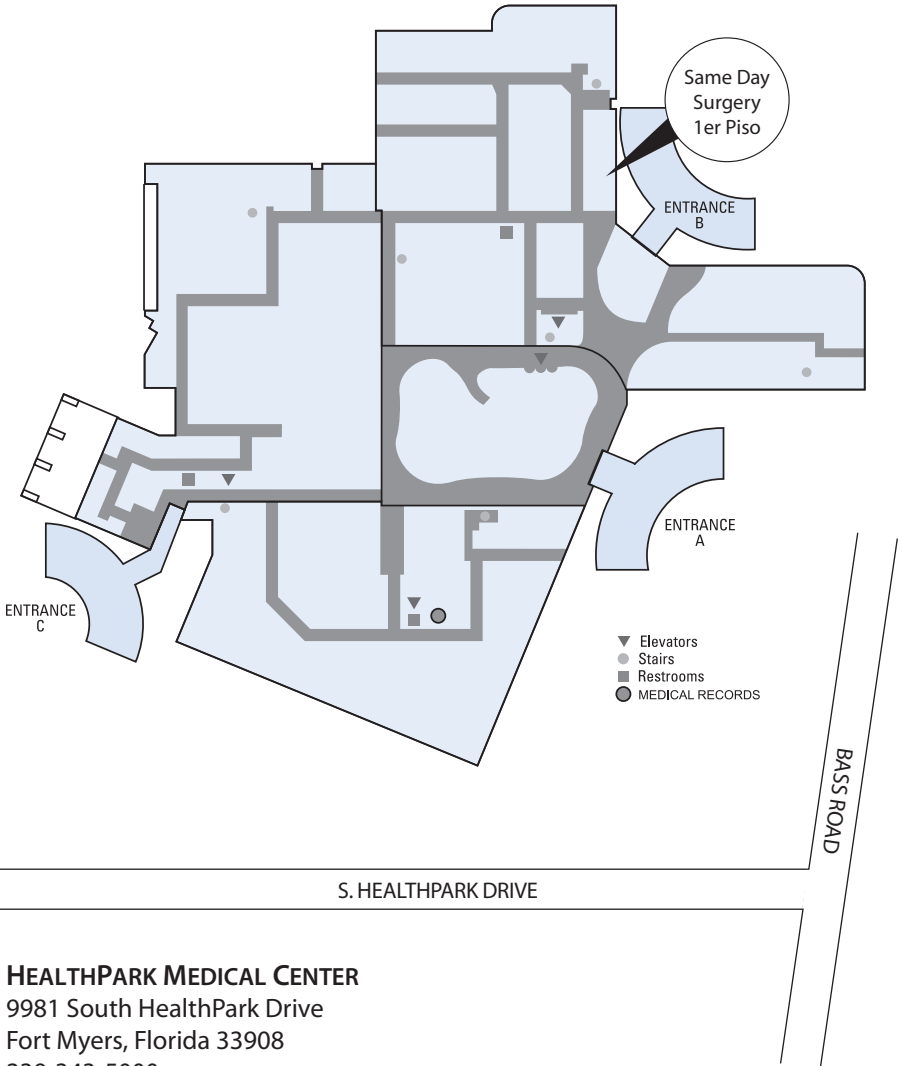 Same Day
Surgery
1er Piso
ENTRANCE
B
ENTRANCE
A
ENTRANCE
C
Elevators
Stairs
Restrooms
MEDICAL RECORDS
BASS ROAD
S. HEALTHPARK DRIVE
HEALTHPARK MEDICAL CENTER
9981 South HealthPark Drive
Fort Myers, Florida 33908